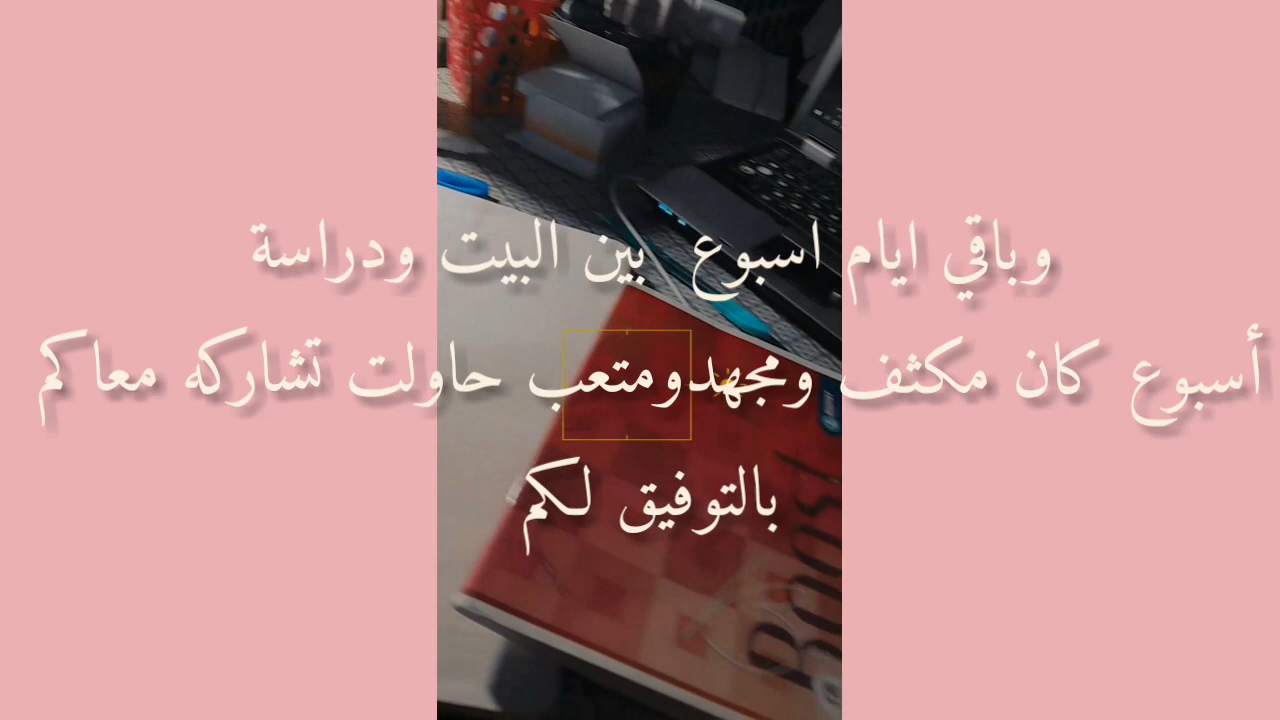 وباقي ايام اسبوع بين البيت ودراسة
أسبوع كان مكثف ومجهدومتعب حاولت تشاركه معاكم
بالتوفيق لكم